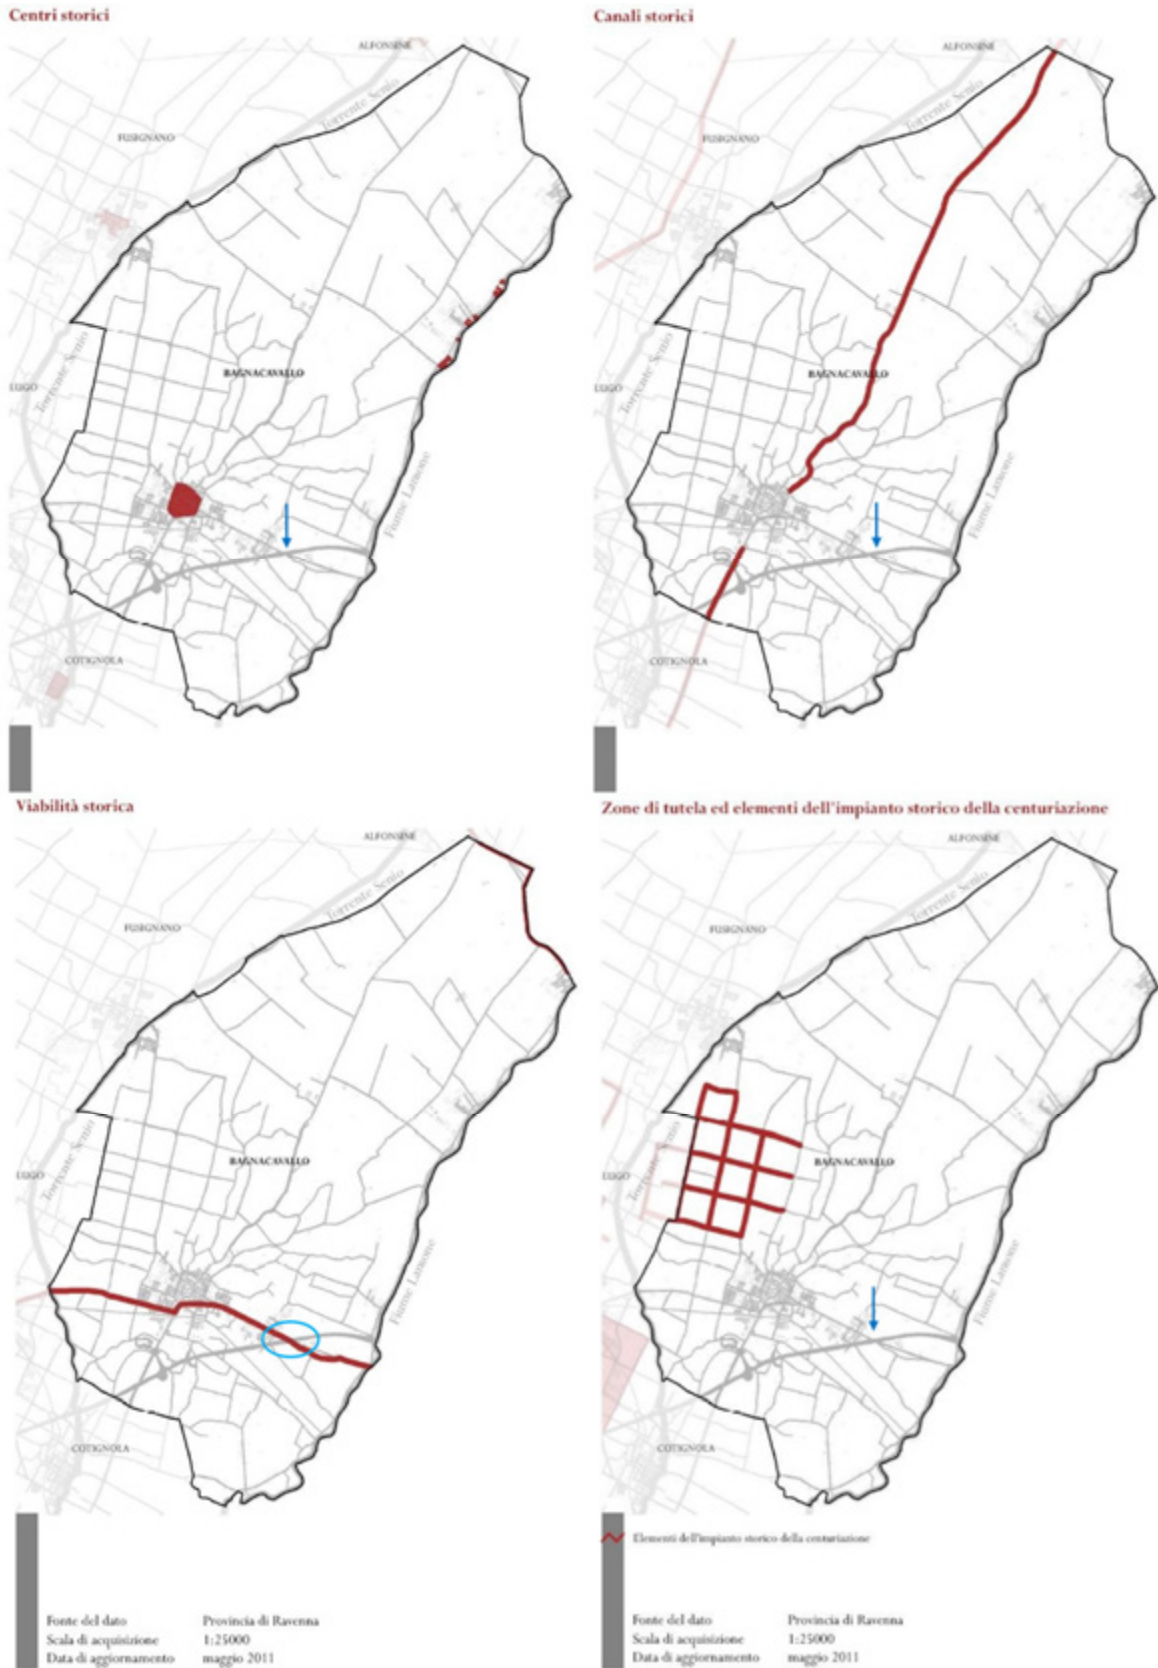 Centri storici
ALFONSINE
Torrente Senio
FUSIGNANO
BAGNACAVALLO
LUGO
Torrente Senio
Fiume Lamone
COTIGNOLA
Canali storici
ALFONSINE
Torrente Senio
FUSIGNANO
BAGNACAVALLO
LUGO
Torrente Senio
Fiume Lamone
COTIGNOLA
Viabilità storica
ALFONSINE
Torrente Senio
FUSIGNANO
BAGNACAVALLO
LUGO
Torrente Senio
Fiume Lamone
COTIGNOLA
Fonte del dato Provincia di Ravenna
Scala di acquisizione 1:25000
Data di aggiornamento maggio 2011
Zone di tutela ed elementi dell'impianto storico della centuriazione
ALFONSINE
Torrente Senio
FUSIGNANO
BAGNACAVALLO
LUGO
Torrente Senio
Fiume Lamone
COTIGNOLA
Elementi dell'impianto storico della centuriazione
Fonte del dato Provincia di Ravenna
Scala di acquisizione 1:25000
Data di aggiornamento maggio 2011